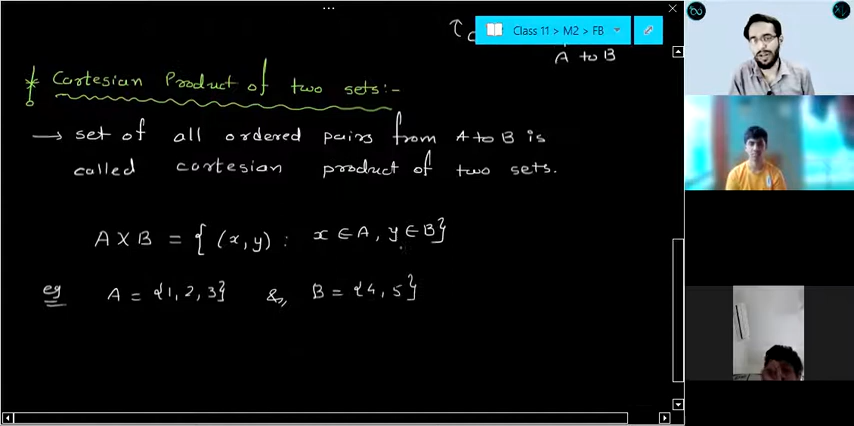 Class 11 > M2 > FB
A to B
Cartesian Product of two sets:-
→ set of all ordered pairs from A to B is
called cartesian product of two sets.
A X B = { (x, y) : x ∈ A, y ∈ B}
eg A = {1, 2, 3} &, B = {4, 5}